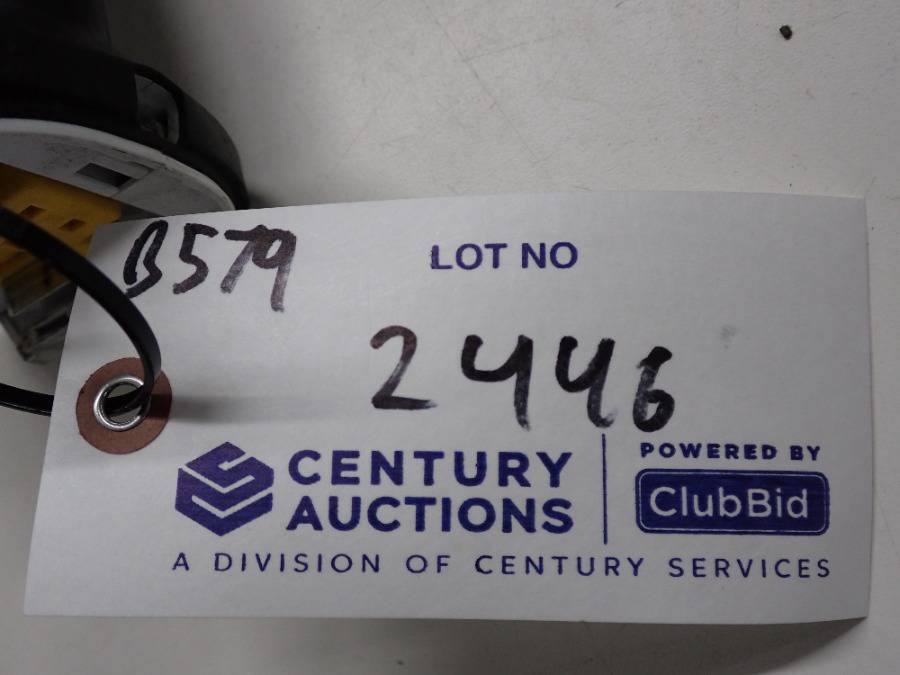 B579
LOT NO
2446
CENTURY
AUCTIONS
POWERED BY
ClubBid
A DIVISION OF CENTURY SERVICES